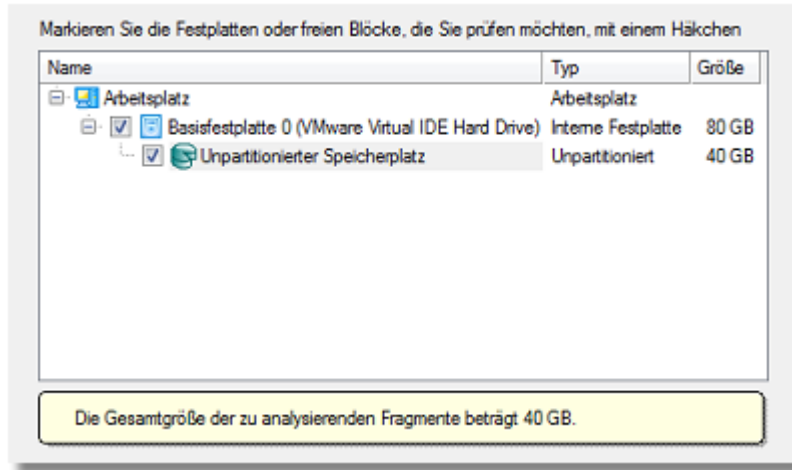 Markieren Sie die Festplatten oder freien Blöcke, die Sie prüfen möchten, mit einem Häkchen
Name Typ Größe
Arbeitsplatz Arbeitsplatz
Basisfestplatte 0 (VMware Virtual IDE Hard Drive) Interne Festplatte 80 GB
Unpartitionierter Speicherplatz Unpartitioniert 40 GB
Die Gesamtgröße der zu analysierenden Fragmente beträgt 40 GB.